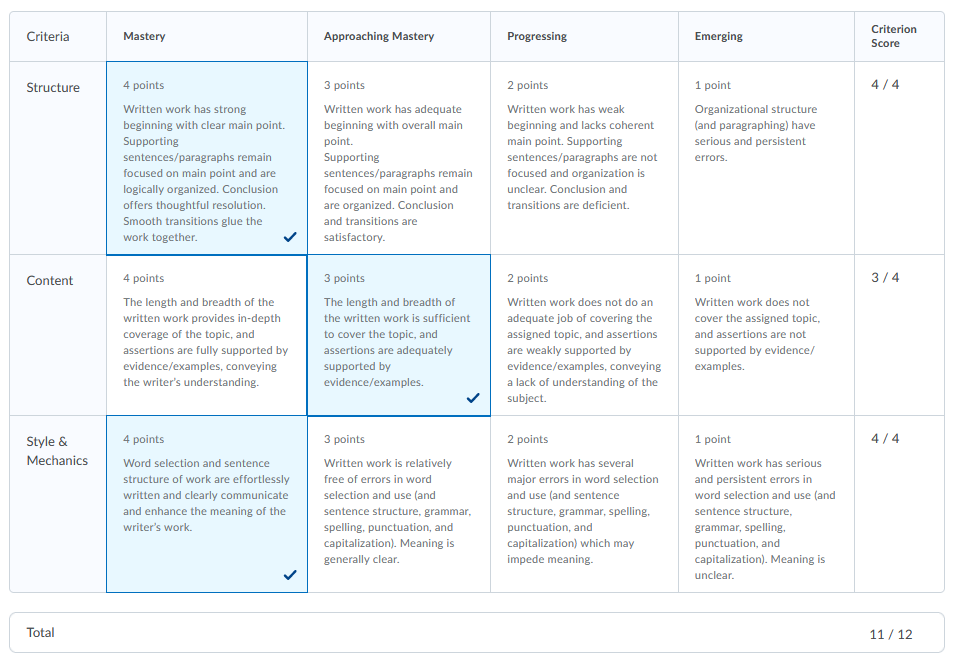 Criteria
Mastery
Approaching Mastery
Progressing
Emerging
Criterion
Score
Structure
4 points
Written work has strong
beginning with clear main point.
Supporting
sentences/paragraphs remain
focused on main point and are
logically organized. Conclusion
offers thoughtful resolution.
Smooth transitions glue the
work together.
3 points
Written work has adequate
beginning with overall main
point.
Supporting
sentences/paragraphs remain
focused on main point and
are organized. Conclusion
and transitions are
satisfactory.
2 points
Written work has weak
beginning and lacks coherent
main point. Supporting
sentences/paragraphs are not
focused and organization is
unclear. Conclusion and
transitions are deficient.
1 point
Organizational structure
(and paragraphing) have
serious and persistent
errors.
4 / 4
Content
4 points
The length and breadth of the
written work provides in-depth
coverage of the topic, and
assertions are fully supported by
evidence/examples, conveying
the writer's understanding.
3 points
The length and breadth of
the written work is sufficient
to cover the topic, and
assertions are adequately
supported by
evidence/examples.
2 points
Written work does not do an
adequate job of covering the
assigned topic, and assertions
are weakly supported by
evidence/examples, conveying
a lack of understanding of the
subject.
1 point
Written work does not
cover the assigned topic,
and assertions are not
supported by evidence/
examples.
3 / 4
Style &
Mechanics
4 points
Word selection and sentence
structure of work are effortlessly
written and clearly communicate
and enhance the meaning of the
writer's work.
3 points
Written work is relatively
free of errors in word
selection and use (and
sentence structure, grammar,
spelling, punctuation, and
capitalization). Meaning is
generally clear.
2 points
Written work has several
major errors in word selection
and use (and sentence
structure, grammar, spelling,
punctuation, and
capitalization) which may
impede meaning.
1 point
Written work has serious
and persistent errors in
word selection and use (and
sentence structure,
grammar, spelling,
punctuation, and
capitalization). Meaning is
unclear.
4 / 4
Total
11 / 12